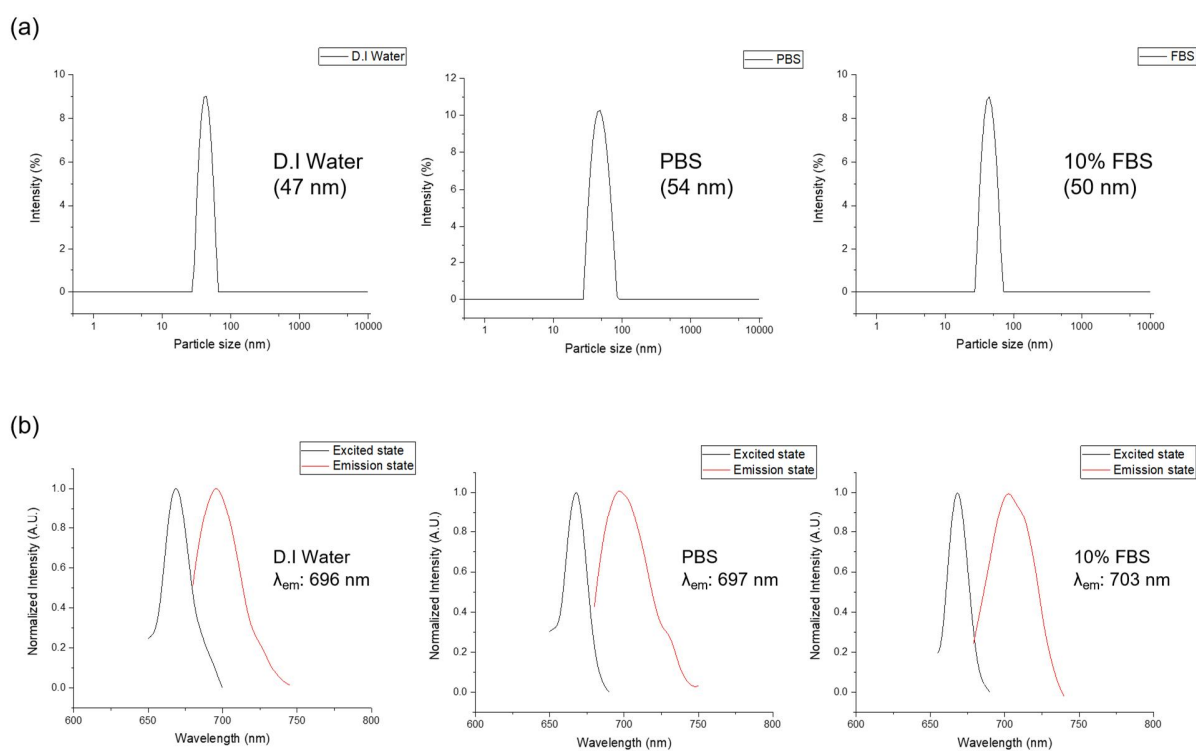 (a)
D.I Water
10
8
6
4
2
0
Intensity (%)
D.I Water
(47 nm)
1 10 100 1000 10000
Particle size (nm)
PBS
12
10
8
6
4
2
0
Intensity (%)
PBS
(54 nm)
1 10 100 1000 10000
Particle size (nm)
FBS
10
8
6
4
2
0
Intensity (%)
10% FBS
(50 nm)
1 10 100 1000 10000
Particle size (nm)
(b)
Excited state
Emission state
1.0
0.8
0.6
0.4
0.2
0.0
Normalized Intensity (A.U.)
D.I Water
λem: 696 nm
600 650 700 750 800
Wavelength (nm)
Excited state
Emission state
1.0
0.8
0.6
0.4
0.2
0.0
Normalized Intensity (A.U.)
PBS
λem: 697 nm
600 650 700 750 800
Wavelength (nm)
Excited state
Emission state
1.0
0.8
0.6
0.4
0.2
0.0
Normalized Intensity (A.U.)
10% FBS
λem: 703 nm
600 650 700 750 800
Wavelength (nm)